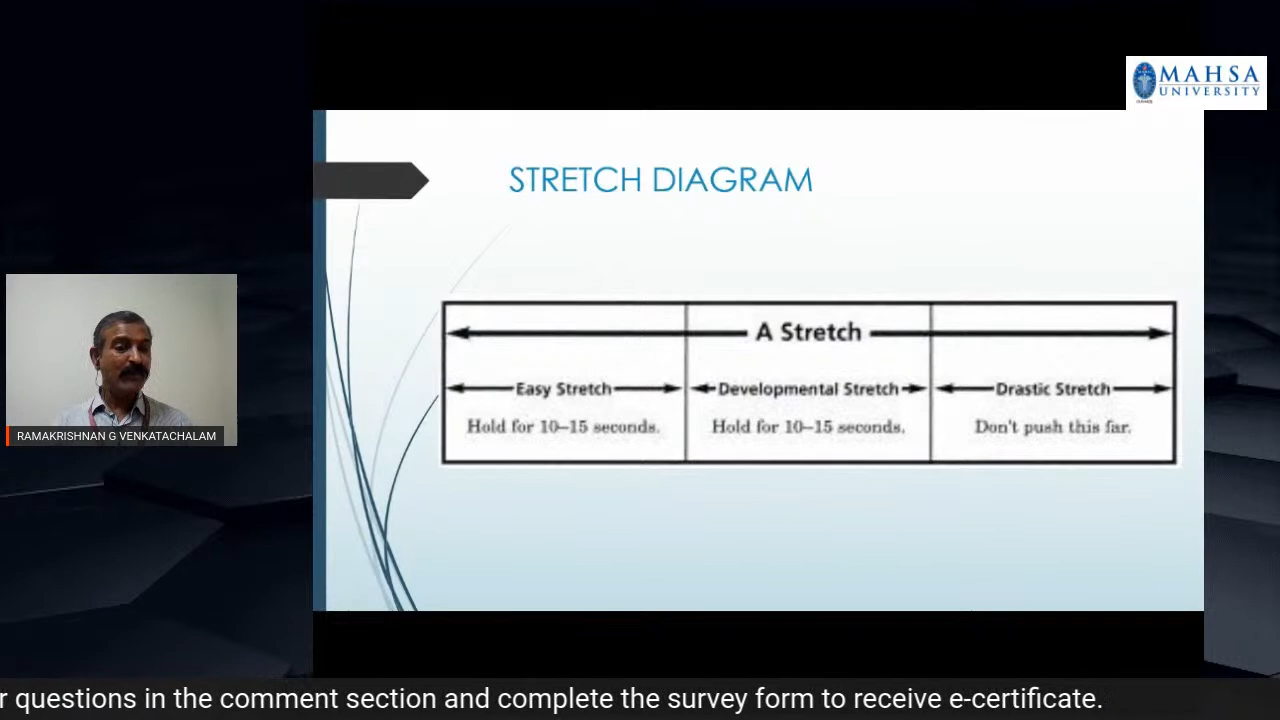 MAHSA
UNIVERSITY
STRETCH DIAGRAM
A Stretch
Easy Stretch
Developmental Stretch
Drastic Stretch
Hold for 10–15 seconds.
Hold for 10–15 seconds.
Don't push this far.
RAMAKRISHNAN G VENKATACHALAM
r questions in the comment section and complete the survey form to receive e-certificate.